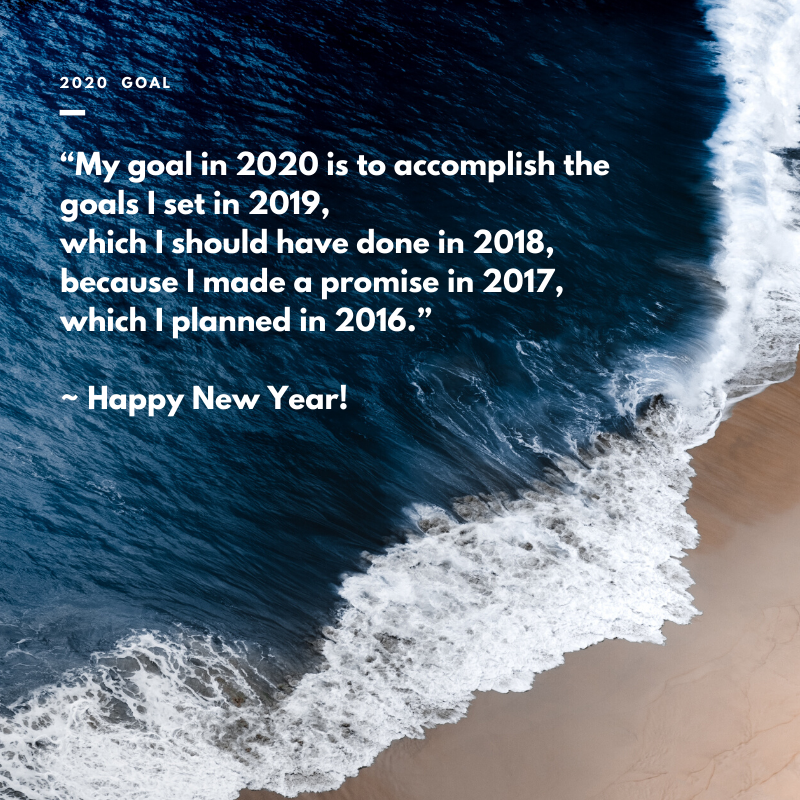 2020 GOAL
“My goal in 2020 is to accomplish the
goals I set in 2019,
which I should have done in 2018,
because I made a promise in 2017,
which I planned in 2016.”
~ Happy New Year!